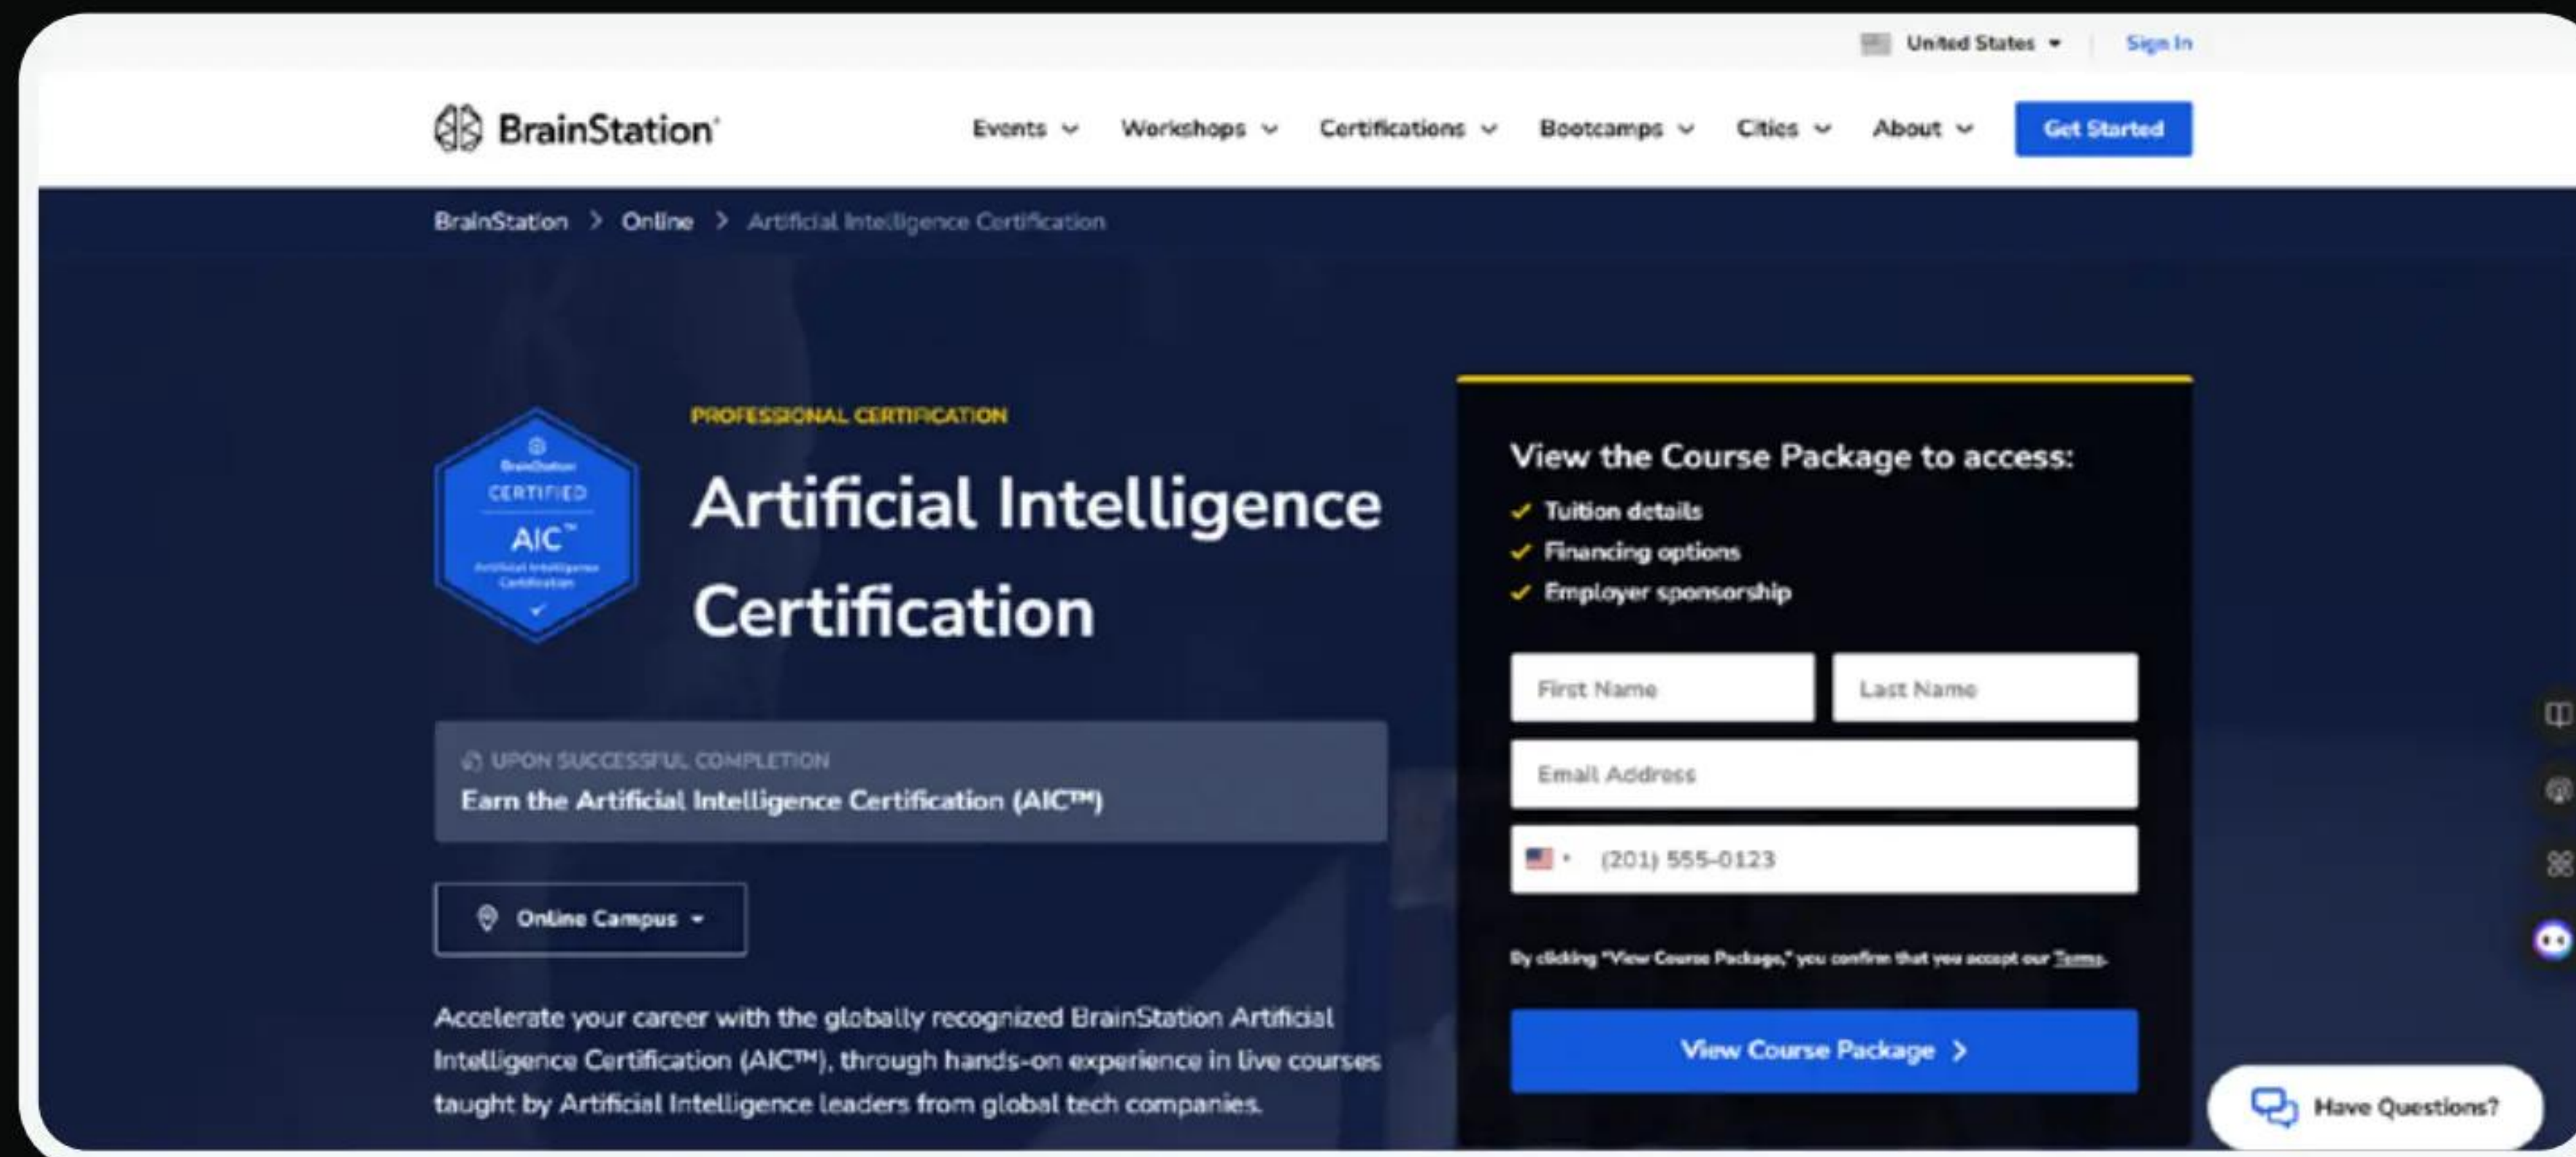 United States
Sign In
BrainStation
Events
Workshops
Certifications
Bootcamps
Cities
About
Get Started
BrainStation > Online > Artificial Intelligence Certification
BrainStation
CERTIFIED
AIC™
Artificial Intelligence
Certification
PROFESSIONAL CERTIFICATION
Artificial Intelligence
Certification
UPON SUCCESSFUL COMPLETION
Earn the Artificial Intelligence Certification (AIC™)
Online Campus
Accelerate your career with the globally recognized BrainStation Artificial
Intelligence Certification (AIC™), through hands-on experience in live courses
taught by Artificial Intelligence leaders from global tech companies.
View the Course Package to access:
Tuition details
Financing options
Employer sponsorship
First Name
Last Name
Email Address
(201) 555-0123
By clicking "View Course Package," you confirm that you accept our Terms.
View Course Package >
Have Questions?